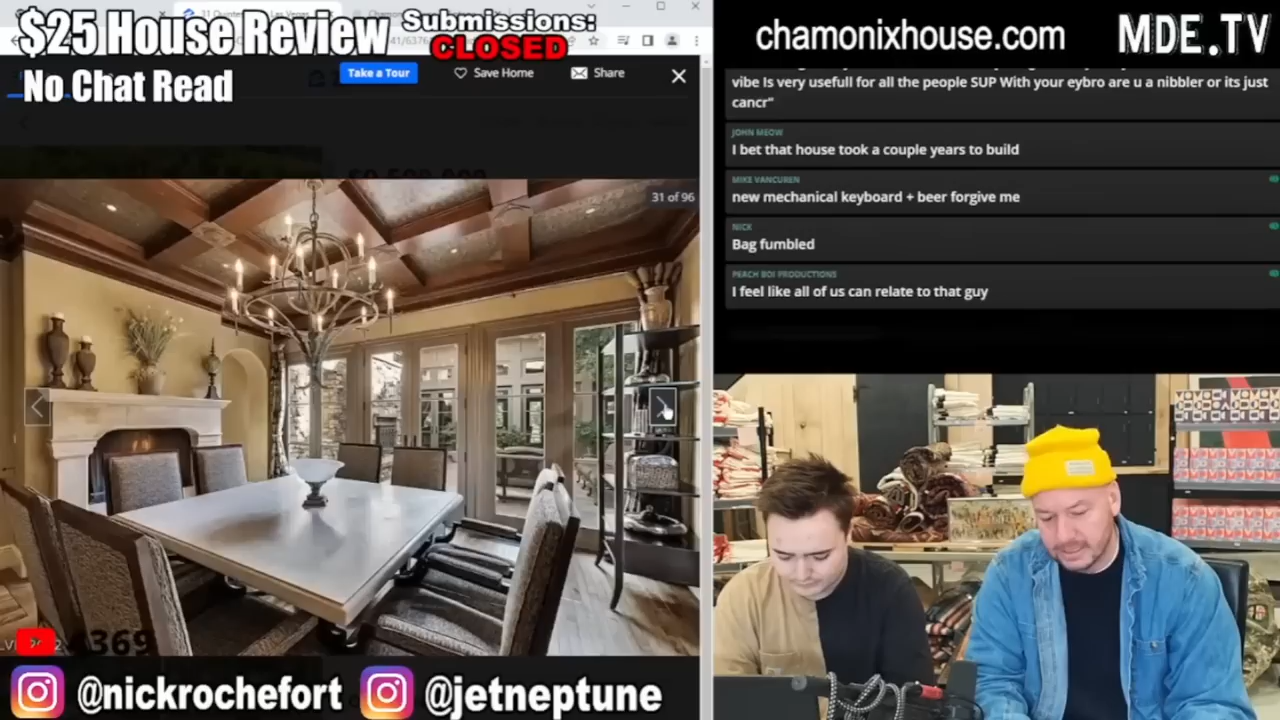 $25 House Review
No Chat Read
Submissions:
CLOSED
Take a Tour
Save Home
Share
31 of 96
chamonixhouse.com
MDE.TV
vibe Is very usefull for all the people SUP With your eybro are u a nibbler or its just
cancr"
JOHN MEOW
I bet that house took a couple years to build
MIKE VANCUREN
new mechanical keyboard + beer forgive me
NICK
Bag fumbled
PEACH BOI PRODUCTIONS
I feel like all of us can relate to that guy
@nickrochefort
@jetneptune